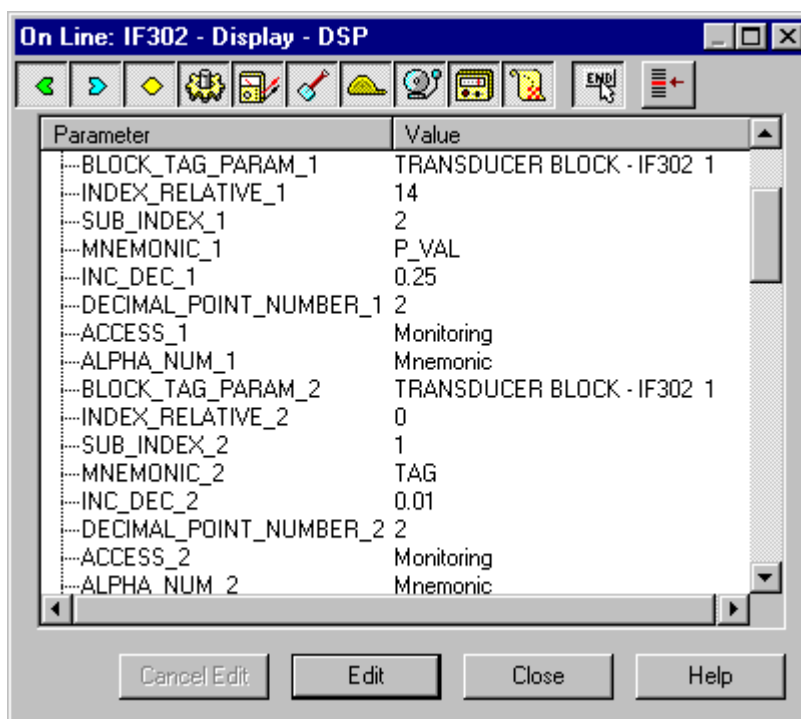 On Line: IF302 - Display - DSP
END
Parameter Value
BLOCK_TAG_PARAM_1 TRANSDUCER BLOCK - IF302 1
INDEX_RELATIVE_1 14
SUB_INDEX_1 2
MNEMONIC_1 P_VAL
INC_DEC_1 0.25
DECIMAL_POINT_NUMBER_1 2
ACCESS_1 Monitoring
ALPHA_NUM_1 Mnemonic
BLOCK_TAG_PARAM_2 TRANSDUCER BLOCK - IF302 1
INDEX_RELATIVE_2 0
SUB_INDEX_2 1
MNEMONIC_2 TAG
INC_DEC_2 0.01
DECIMAL_POINT_NUMBER_2 2
ACCESS_2 Monitoring
ALPHA_NUM_2 Mnemonic
Cancel Edit Edit Close Help